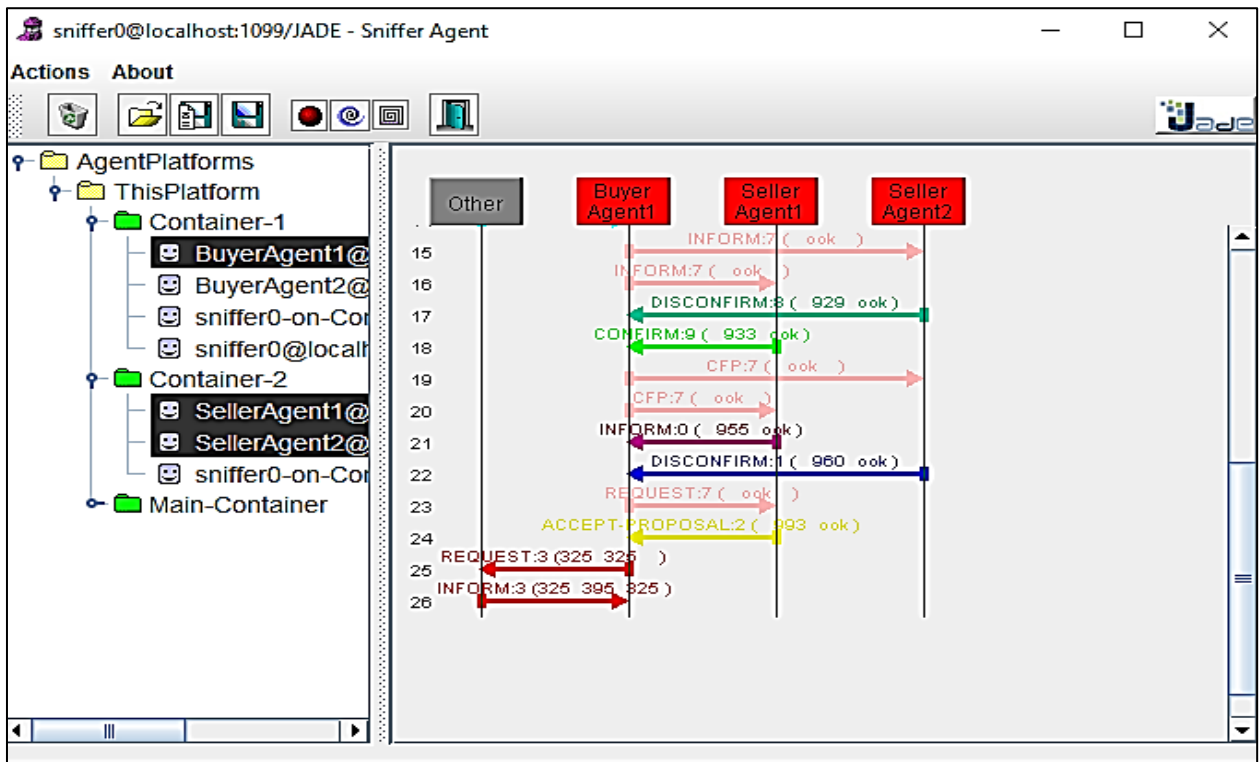 sniffer0@localhost:1099/JADE - Sniffer Agent
Actions About
Jade
AgentPlatforms
ThisPlatform
Container-1
BuyerAgent1@
BuyerAgent2@
sniffer0-on-Cor
sniffer0@localh
Container-2
SellerAgent1@
SellerAgent2@
sniffer0-on-Cor
Main-Container
Other
Buyer Agent1
Seller Agent1
Seller Agent2
15 INFORM:7 ( ook )
16 INFORM:7 ( ook )
17 DISCONFIRM:8 ( 929 ook)
18 CONFIRM:9 ( 933 ook)
19 CFP:7 ( ook )
20 CFP:7 ( ook )
21 INFORM:0 ( 955 ook)
22 DISCONFIRM:1 ( 960 ook)
23 REQUEST:7 ( ook )
24 ACCEPT-PROPOSAL:2 ( 993 ook)
25 REQUEST:3 (325 325 )
26 INFORM:3 (325 395 325 )